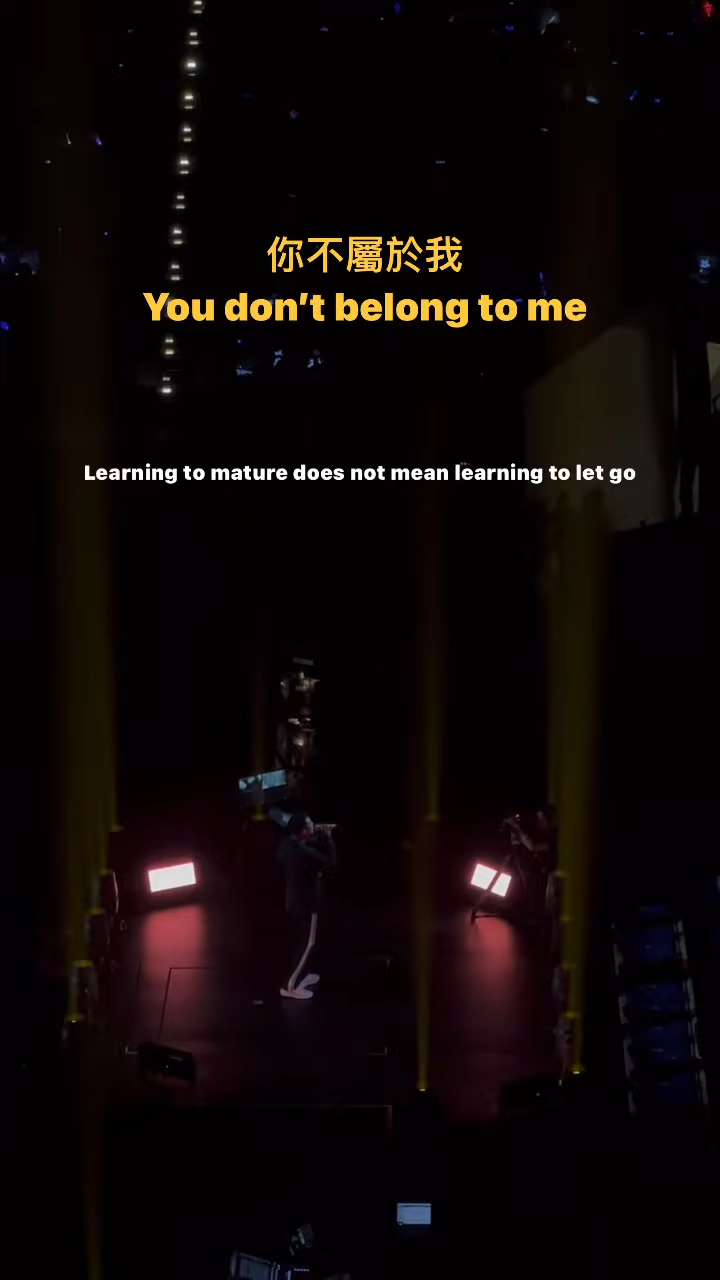 你不屬於我
You don't belong to me
Learning to mature does not mean learning to let go